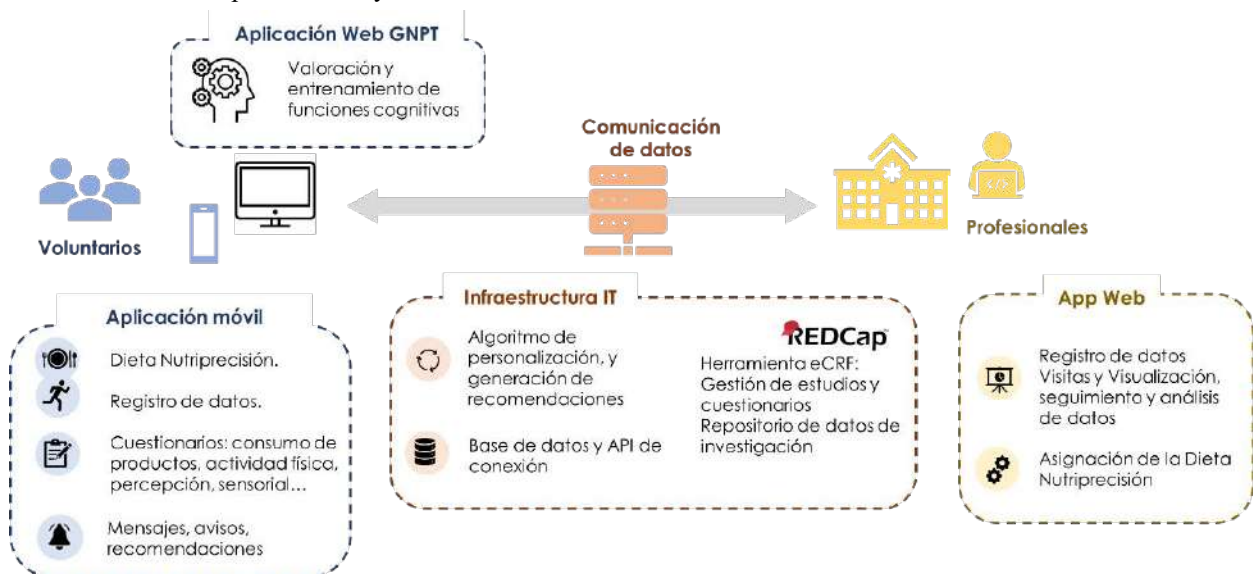 Aplicación Web GNPT
Valoración y
entrenamiento de
funciones cognitivas
Comunicación
de datos
Voluntarios
Profesionales
Aplicación móvil
Dieta Nutriprecisión.
Registro de datos.
Cuestionarios: consumo de
productos, actividad física,
percepción, sensorial...
Mensajes, avisos,
recomendaciones
Infraestructura IT
Algoritmo de
personalización, y
generación de
recomendaciones
Base de datos y API de
conexión
REDCap
Herramienta eCRF:
Gestión de estudios y
cuestionarios
Repositorio de datos de
investigación
App Web
Registro de datos
Visitas y Visualización,
seguimiento y análisis
de datos
Asignación de la Dieta
Nutriprecisión